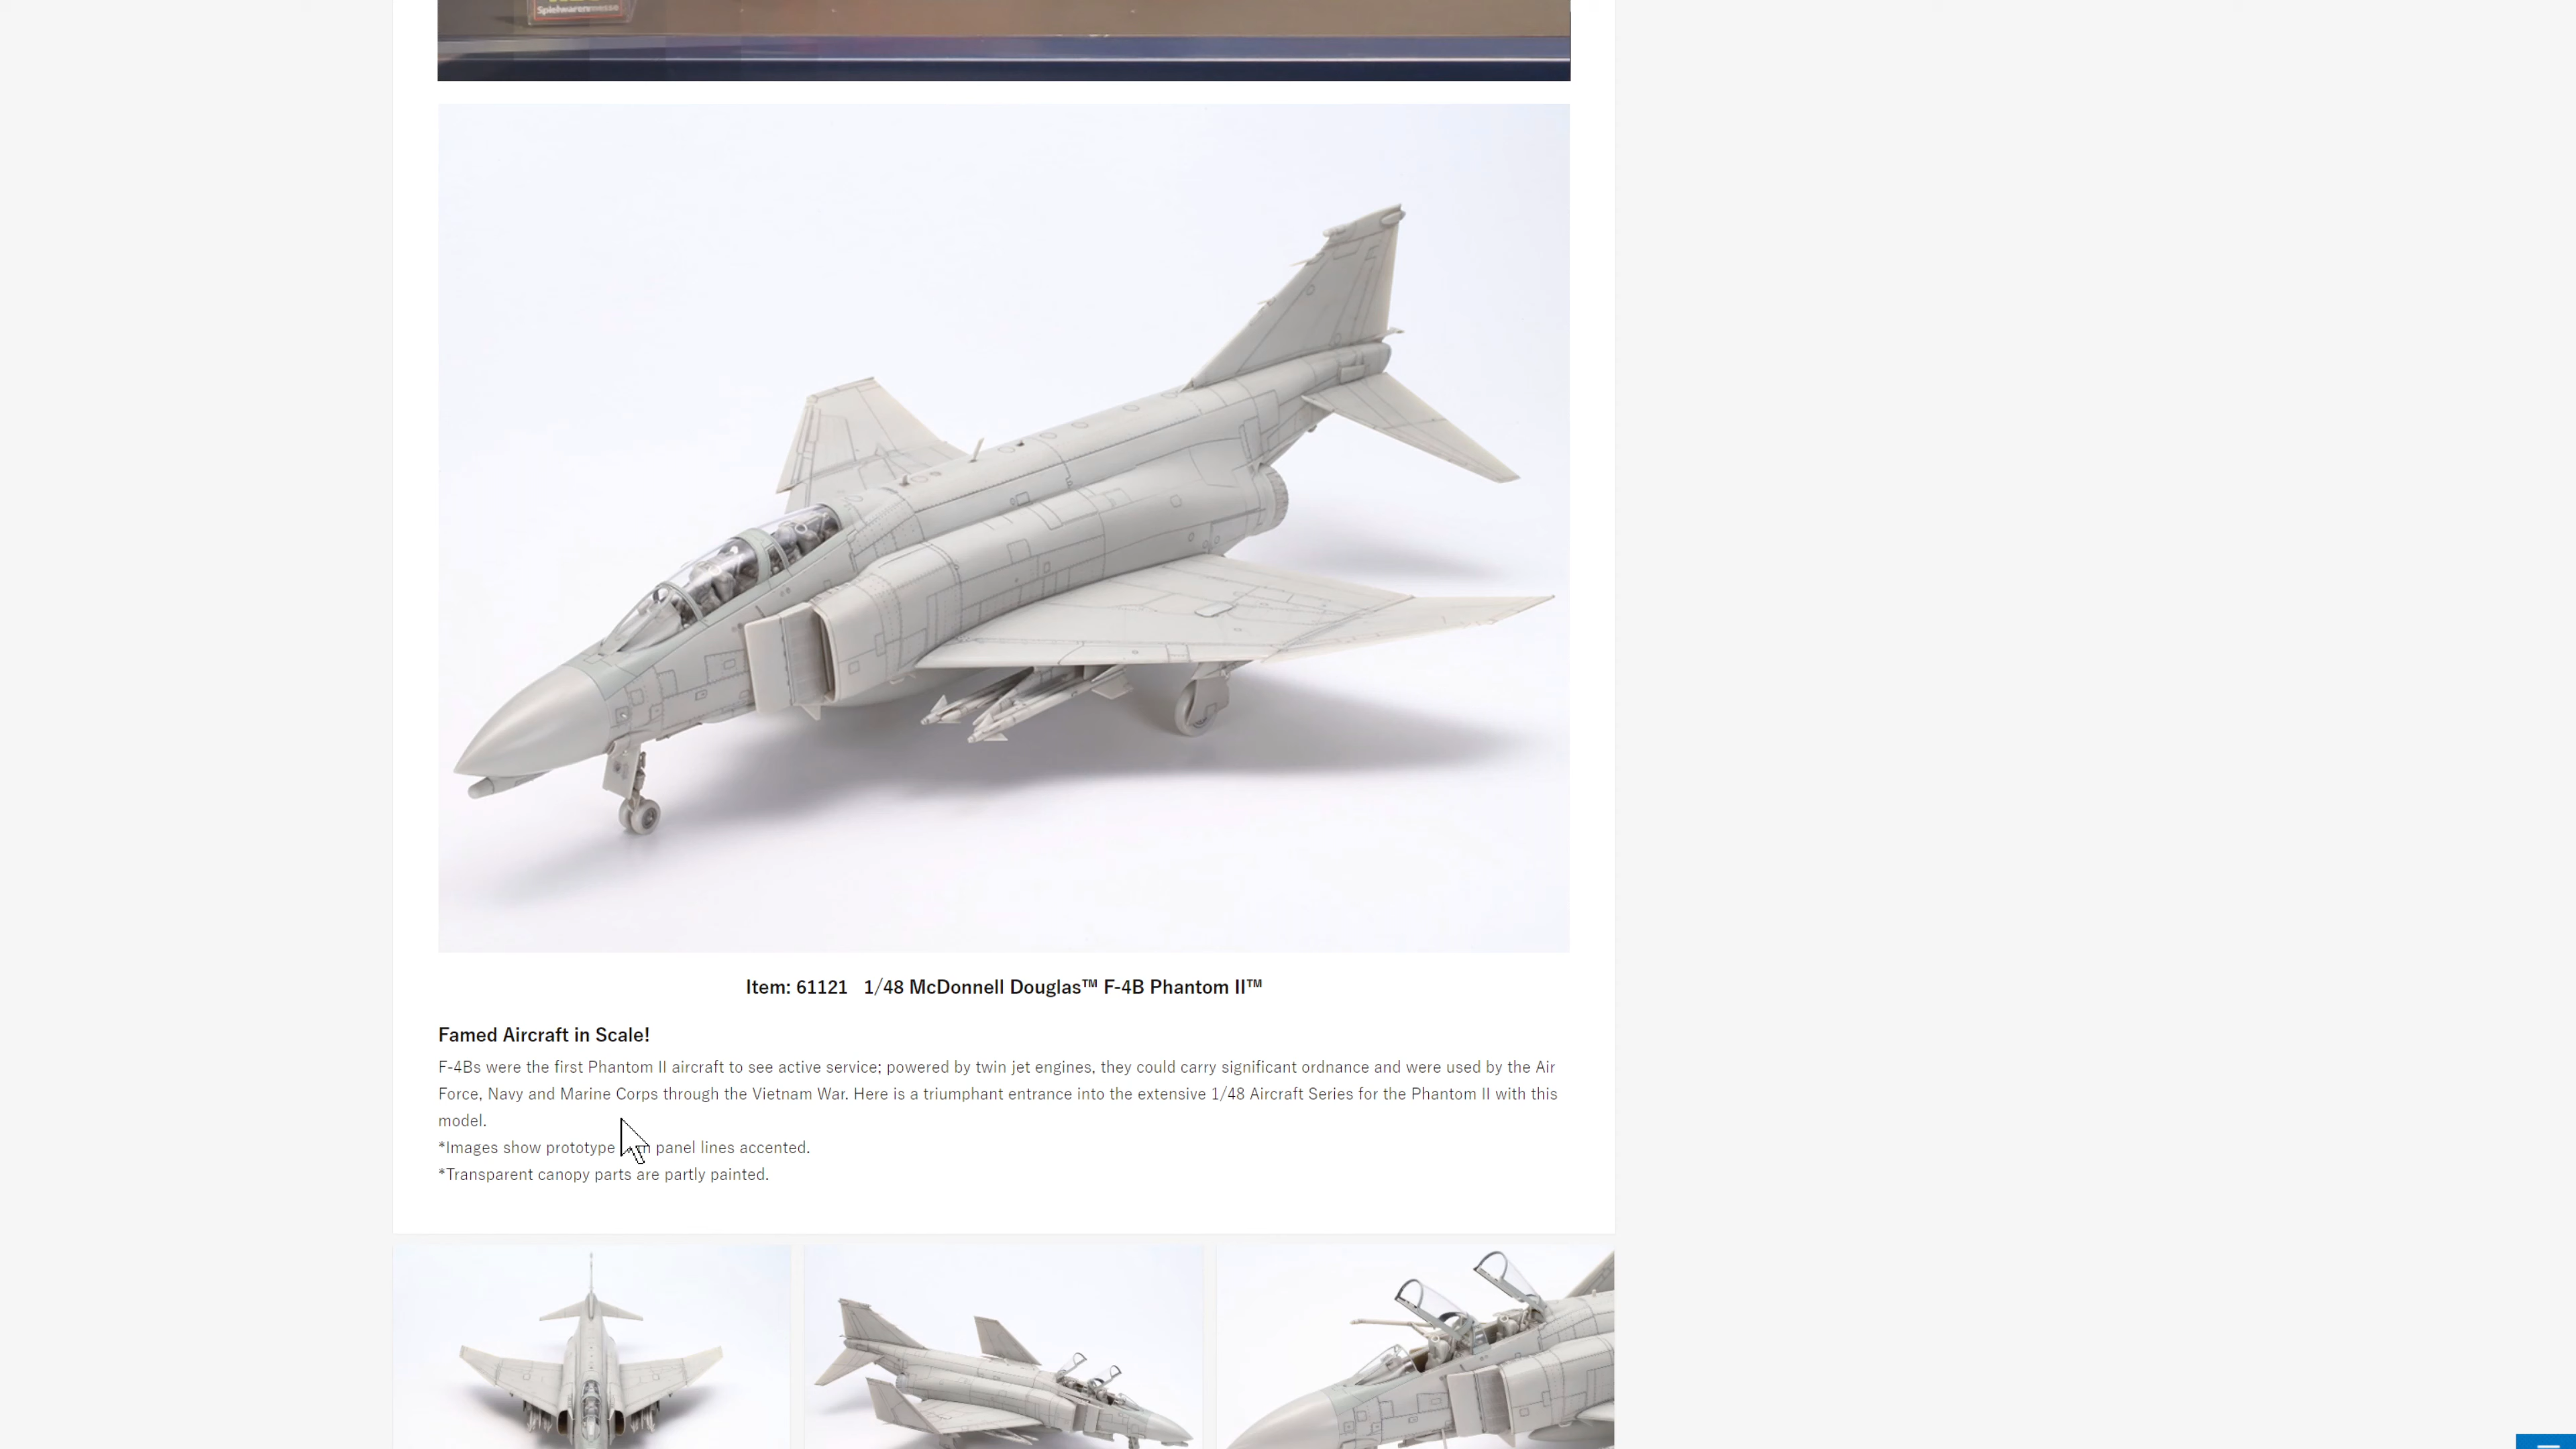 Spielwarenmesse
Item: 61121 1/48 McDonnell Douglas™ F-4B Phantom II™
Famed Aircraft in Scale!
F-4Bs were the first Phantom II aircraft to see active service; powered by twin jet engines, they could carry significant ordnance and were used by the Air
Force, Navy and Marine Corps through the Vietnam War. Here is a triumphant entrance into the extensive 1/48 Aircraft Series for the Phantom II with this
model.
*Images show prototype panel lines accented.
*Transparent canopy parts are partly painted.